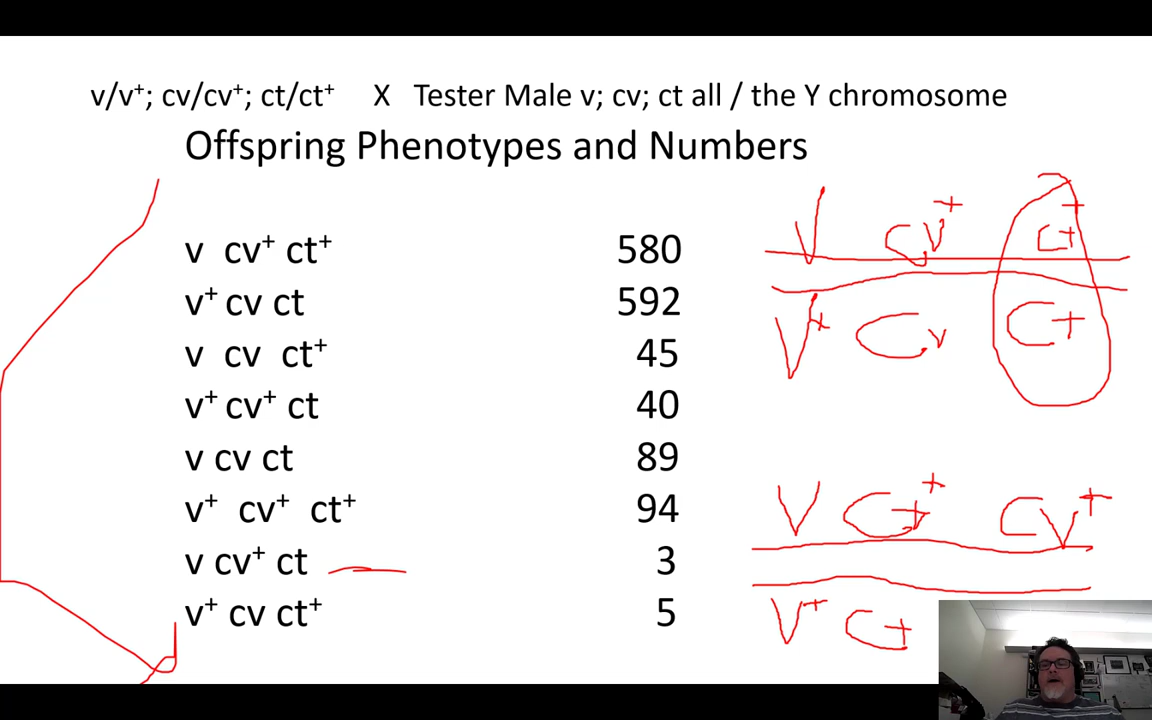 v/v⁺; cv/cv⁺; ct/ct⁺ X Tester Male v; cv; ct all / the Y chromosome
Offspring Phenotypes and Numbers
v cv⁺ ct⁺ 580
v⁺ cv ct 592
v cv ct⁺ 45
v⁺ cv⁺ ct 40
v cv ct 89
v⁺ cv⁺ ct⁺ 94
v cv⁺ ct 3
v⁺ cv ct⁺ 5
V cv⁺ ct⁺
V⁺ Cv Ct
V Ct⁺ Cv⁺
V⁺ Ct